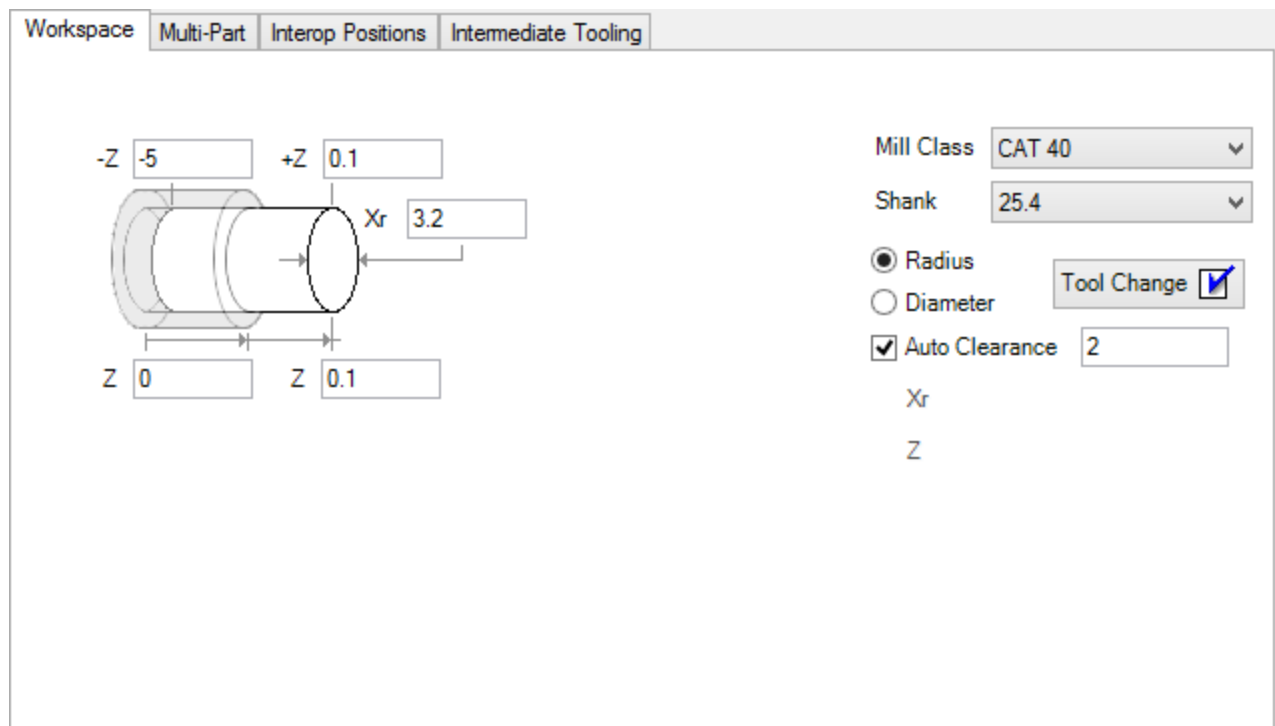 Workspace Multi-Part Interop Positions Intermediate Tooling
-Z -5 +Z 0.1
Xr 3.2
Z 0 Z 0.1
Mill Class CAT 40
Shank 25.4
Radius
Diameter
Tool Change
Auto Clearance 2
Xr
Z